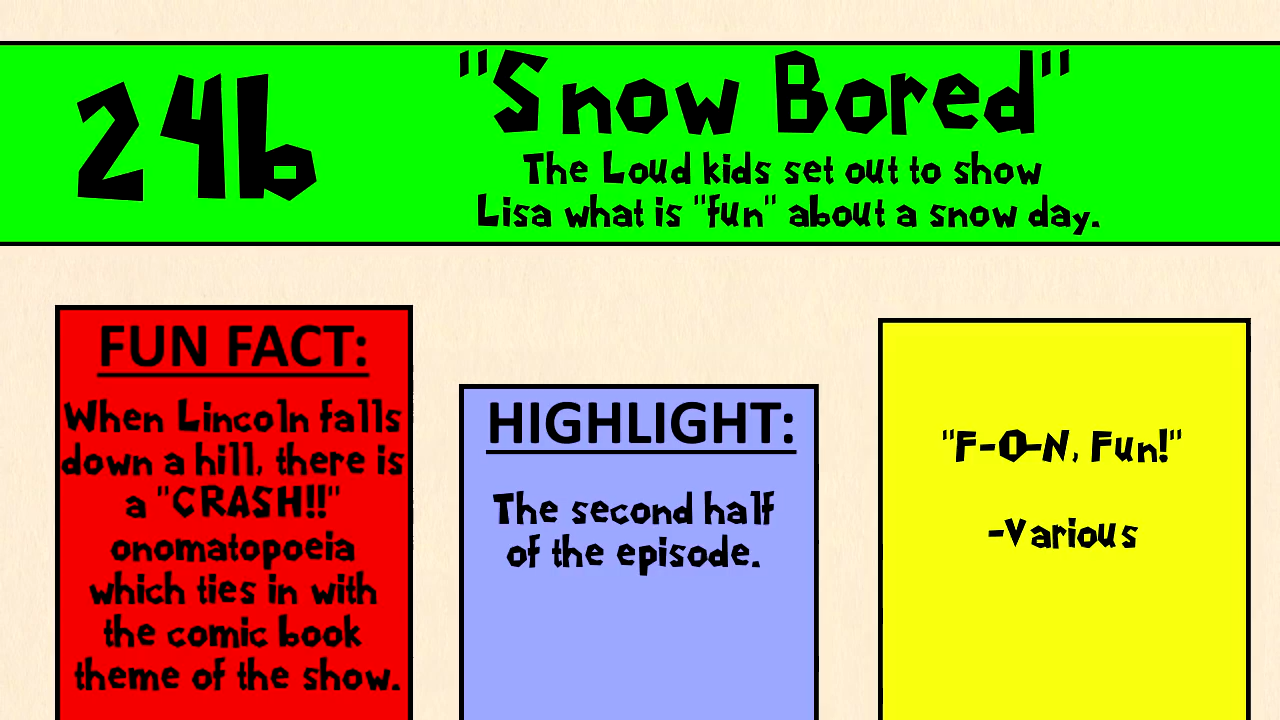 24b
"Snow Bored"
The Loud kids set out to show
Lisa what is "fun" about a snow day.
FUN FACT:
When Lincoln falls
down a hill, there is
a "CRASH!!"
onomatopoeia
which ties in with
the comic book
theme of the show.
HIGHLIGHT:
The second half
of the episode.
"F-O-N, Fun!"
-Various